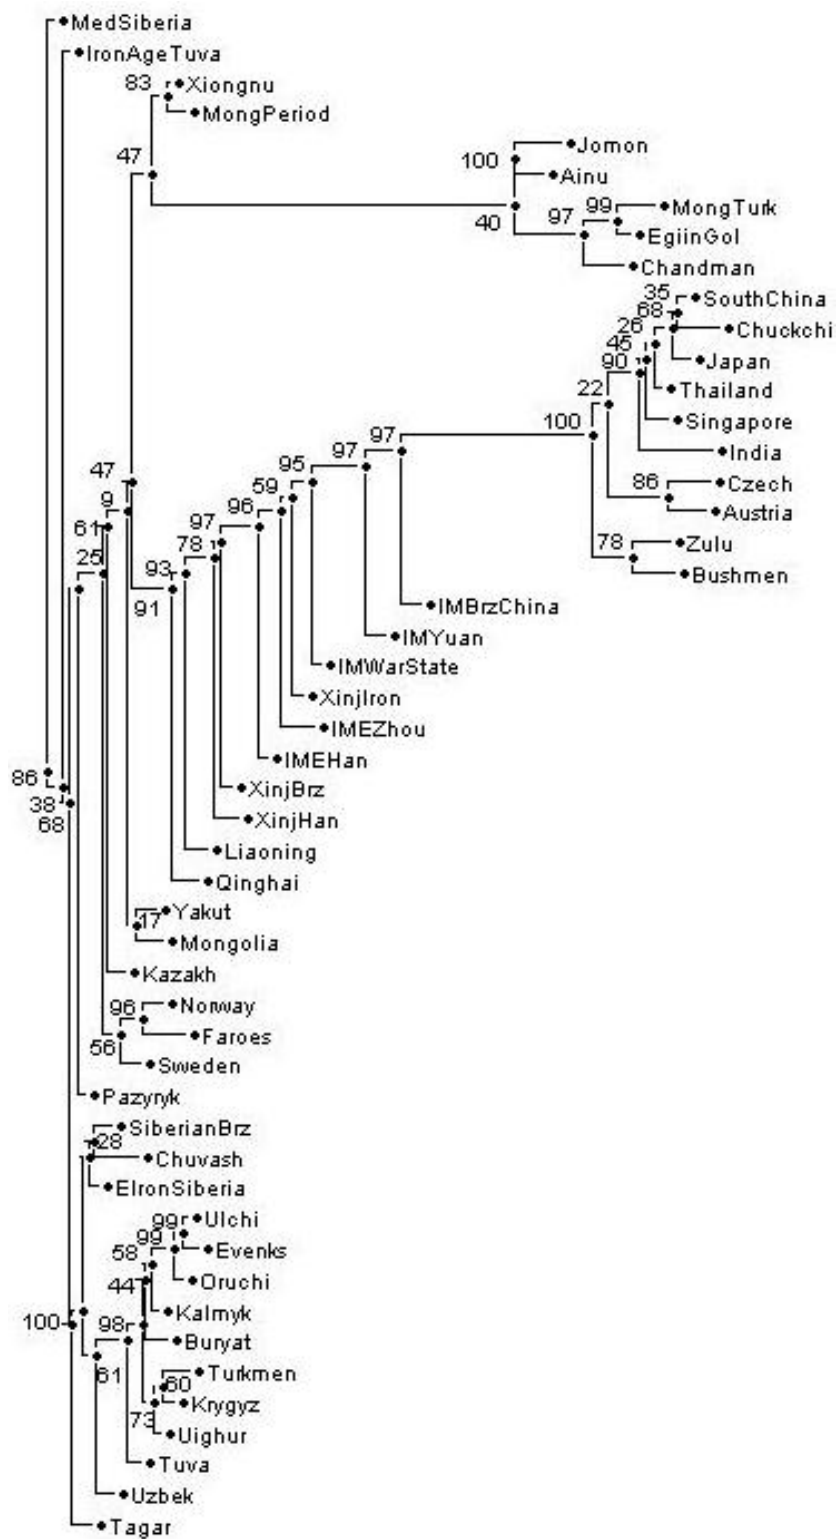 MedSiberia
IronAgeTuva
83 Xiongnu
MongPeriod
47
Jomon
100
Ainu
99 MongTurk
97
40 EgiinGol
Chandman
35 SouthChina
68
26 Chuckchi
45
90 Japan
Thailand
22
Singapore
100
97
97 India
47 95 86 Czech
59
9 96 Austria
61 97
78 78 Zulu
25 93 Bushmen
91 IMBrzChina
IMYuan
IMWarState
XinjIron
IMEZhou
IMEHan
86 XinjBrz
38
68 XinjHan
Liaoning
Qinghai
17 Yakut
Mongolia
Kazakh
96 Norway
56 Faroes
Sweden
Pazyryk
SiberianBrz
28
Chuvash
EIronSiberia
99 Ulchi
99
58 Evenks
44 Oruchi
Kalmyk
100 98 Buryat
61 Turkmen
60
73 Krygyz
Uighur
Tuva
Uzbek
Tagar